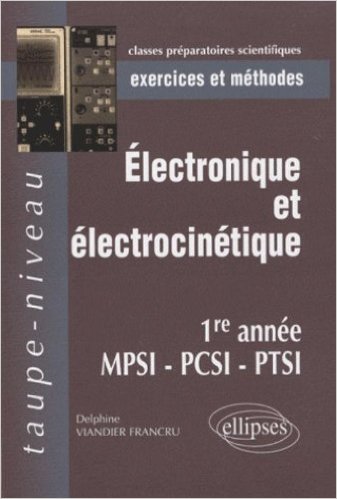 classes préparatoires scientifiques
exercices et méthodes
Électronique
et
électrocinétique
1re année
MPSI - PCSI - PTSI
taupe-niveau
Delphine
VIANDIER FRANCRU
ellipses